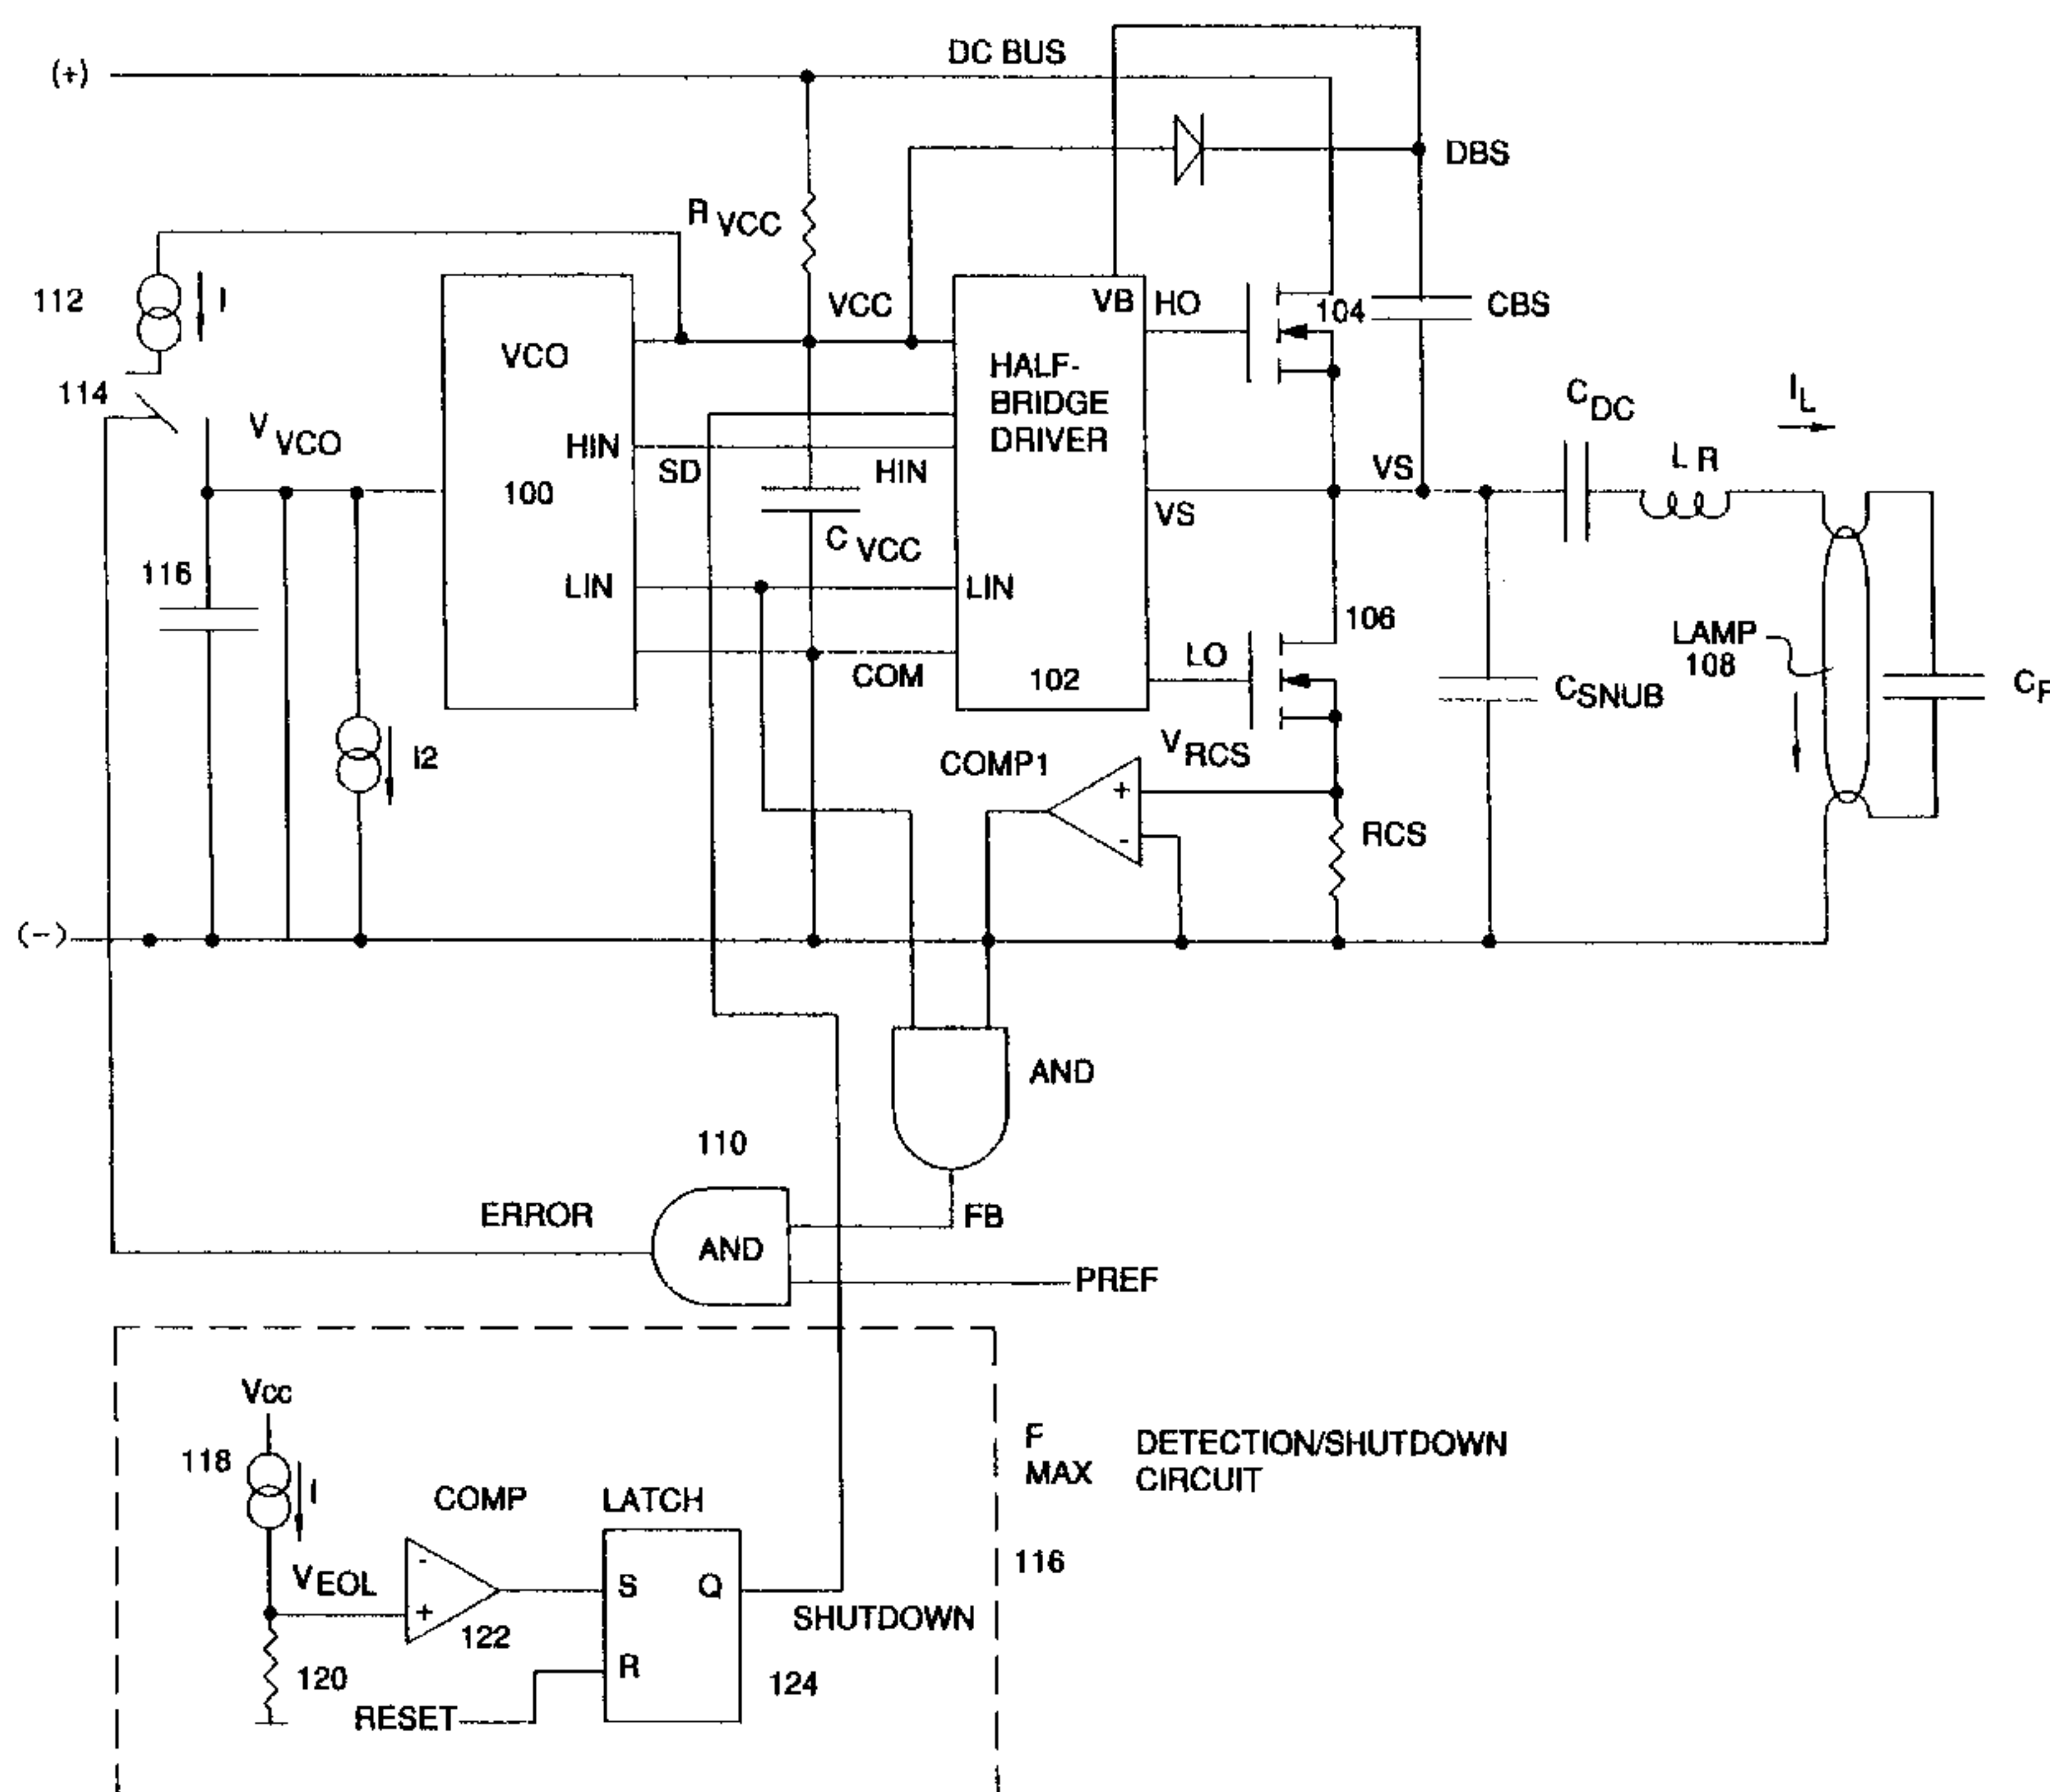 DC BUS
(+)
DBS
R VCC
112
I
VCC
VB
HO
104
CBS
VCO
HALF-
BRIDGE
DRIVER
114
V VCO
C DC
I L
HIN
SD
HIN
VS
L R
100
VS
C VCC
116
LIN
LIN
106
LAMP
108
LO
COM
102
C SNUB
V RCS
I2
COMP1
+
-
RCS
(-)
AND
110
ERROR
FB
AND
PREF
Vcc
F
MAX
DETECTION/SHUTDOWN
CIRCUIT
118
I
COMP
LATCH
116
-
V EOL
S
Q
+
SHUTDOWN
122
R
120
124
RESET